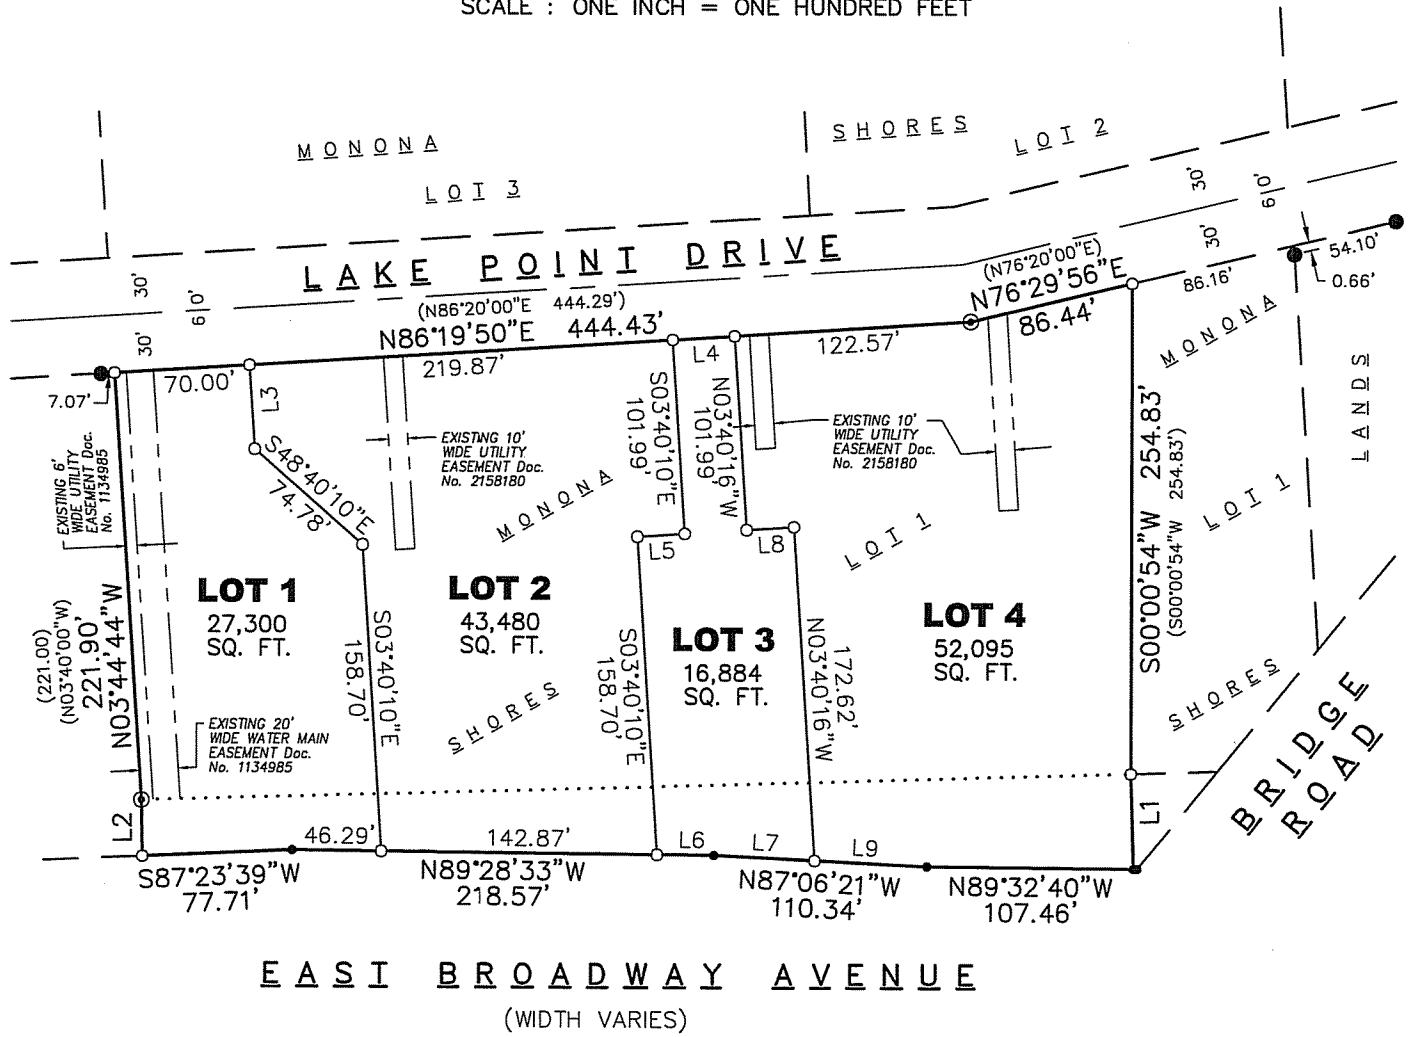 SCALE : ONE INCH = ONE HUNDRED FEET
MONONA
LOT 3
SHORES
LOT 2
30'
60'
30'
LAKE POINT DRIVE
(N86°20'00"E 444.29')
N86°19'50"E 444.43'
(N76°20'00"E)
N76°29'56"E
86.44'
30'
60'
30'
86.16'
54.10'
0.66'
7.07'
70.00'
219.87'
L4
122.57'
L3
S48°40'10"E
74.78'
S03°40'10"E
101.99'
N03°40'16"W
101.99'
EXISTING 6'
WIDE UTILITY
EASEMENT Doc.
No. 1134985
EXISTING 10'
WIDE UTILITY
EASEMENT Doc.
No. 2158180
EXISTING 10'
WIDE UTILITY
EASEMENT Doc.
No. 2158180
MONONA
LOT 1
SHORES
MONONA
LOT 1
SHORES
LANDS
L5
L8
LOT 1
27,300
SQ. FT.
LOT 2
43,480
SQ. FT.
LOT 3
16,884
SQ. FT.
LOT 4
52,095
SQ. FT.
(221.00)
(N03°40'00"W)
221.90'
N03°44'44"W
S03°40'10"E
158.70'
S03°40'10"E
158.70'
172.62'
N03°40'16"W
S00°00'54"W 254.83'
(S00°00'54"W 254.83')
EXISTING 20'
WIDE WATER MAIN
EASEMENT Doc.
No. 1134985
BRIDGE
ROAD
L2
L1
46.29'
142.87'
L6
L7
L9
S87°23'39"W
77.71'
N89°28'33"W
218.57'
N87°06'21"W
110.34'
N89°32'40"W
107.46'
EAST BROADWAY AVENUE
(WIDTH VARIES)